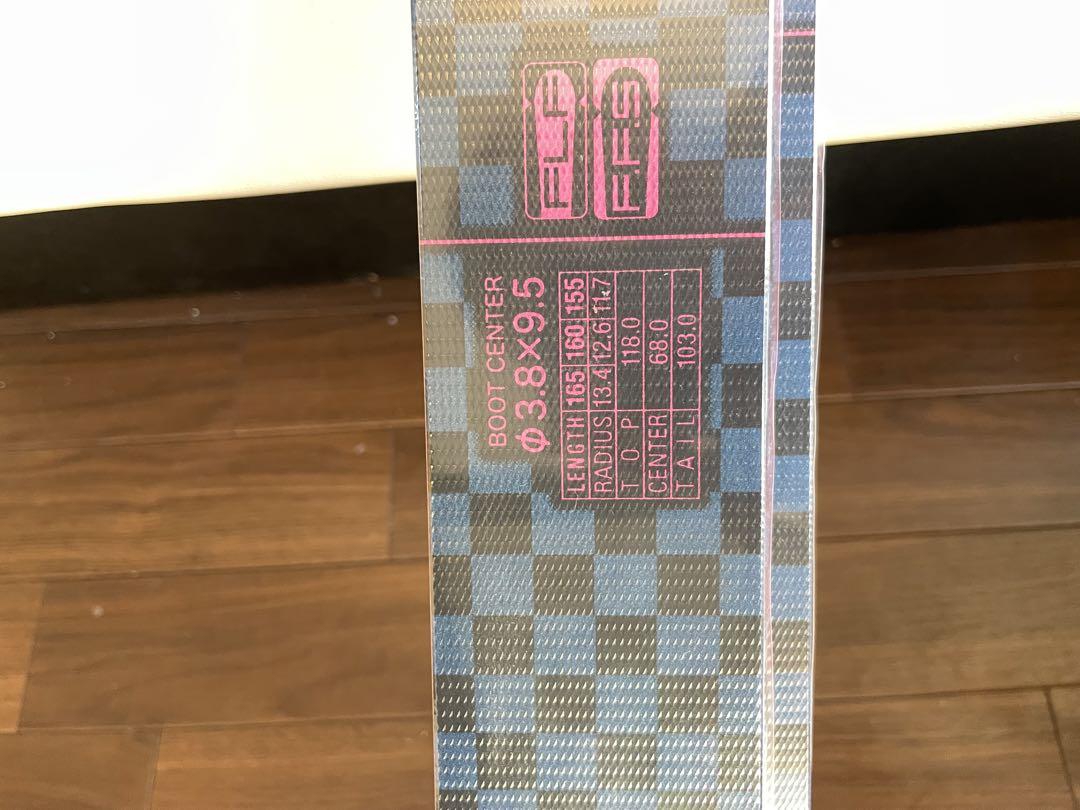 F.F.S
BOOT CENTER
φ3.8×9.5
LENGTH 165 160 155
RADIUS 13.4 12.6 11.7
TOP 118.0
CENTER 68.0
TAIL 103.0